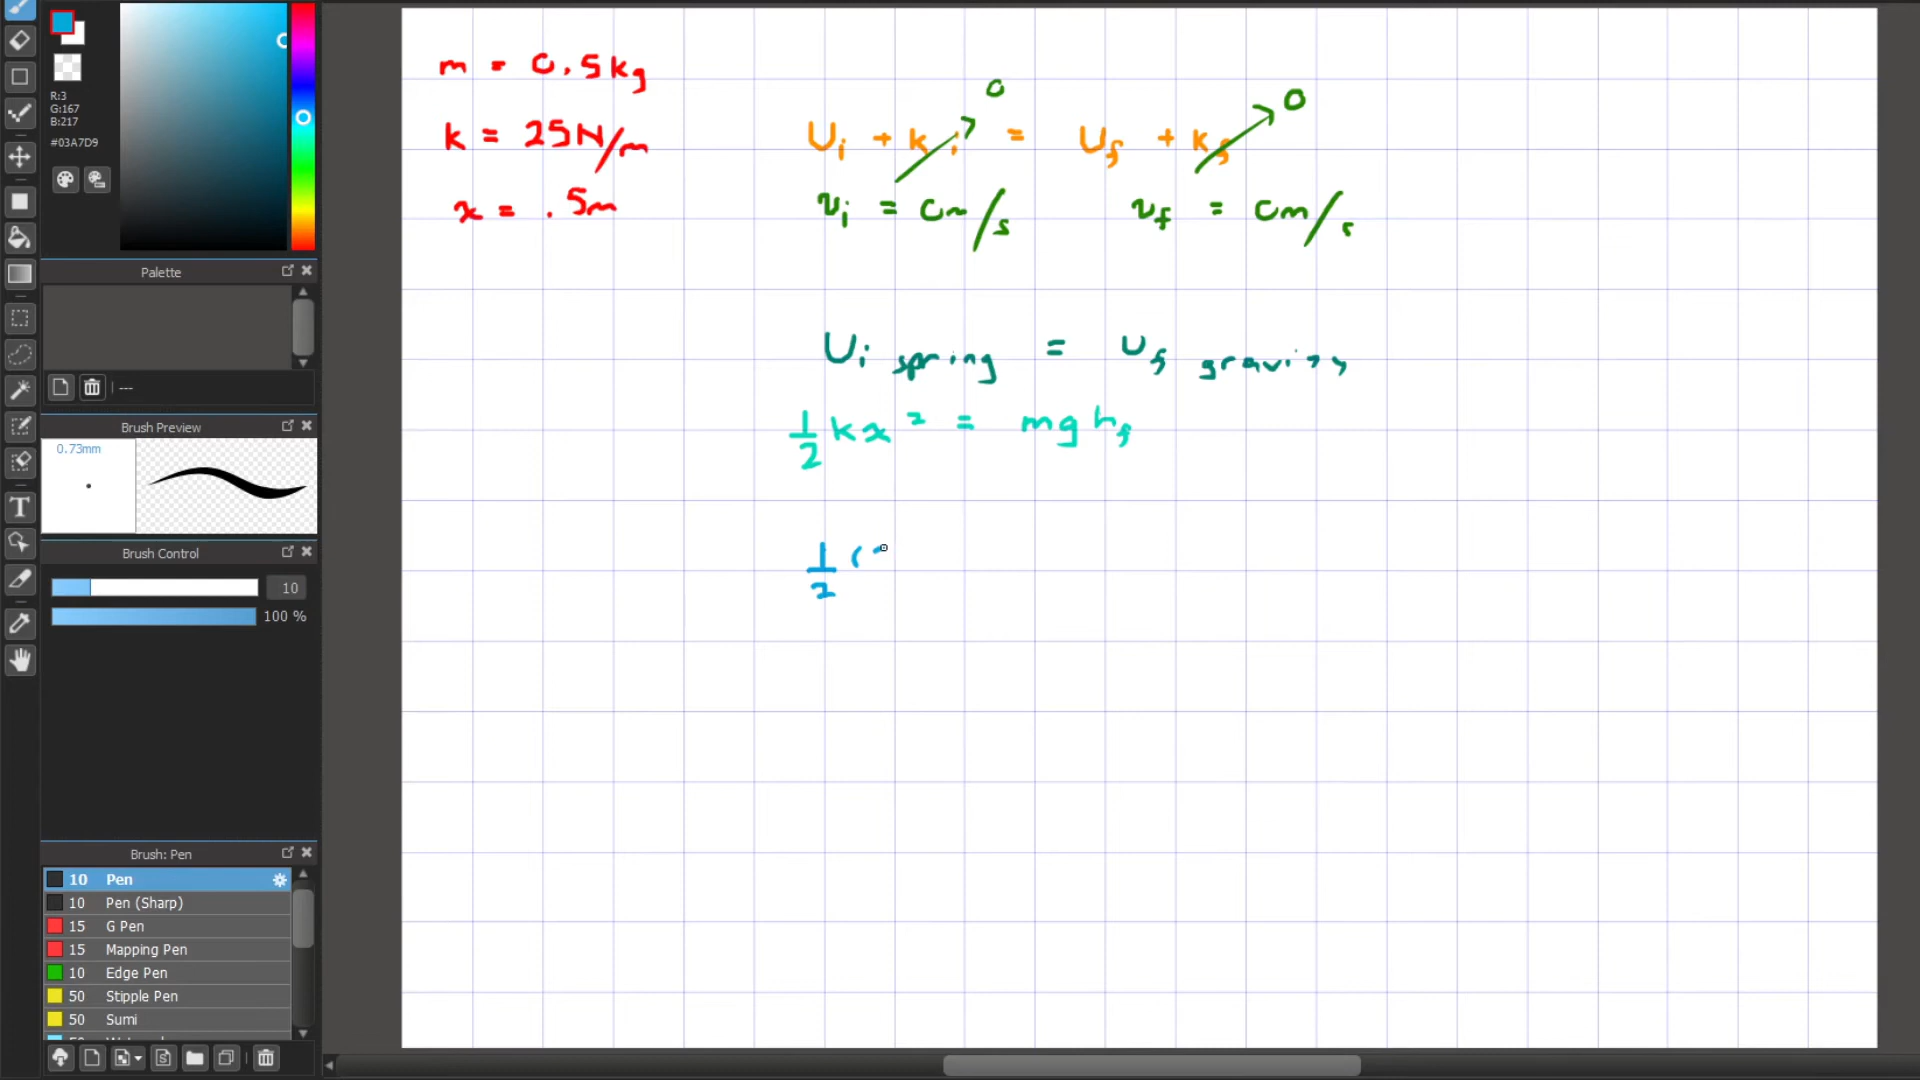 R:3
G:167
B:217
#03A7D9
Palette
---
Brush Preview
0.73mm
Brush Control
10
100 %
Brush: Pen
10 Pen
10 Pen (Sharp)
15 G Pen
15 Mapping Pen
10 Edge Pen
50 Stipple Pen
50 Sumi
m = 0.5kg
k = 25N/m
x = .5m
0 0
Ui + ki = Uf + kf
vi = 0m/s vf = 0m/s
Ui spring = Uf gravity
1/2 kx² = mghf
1/2 (